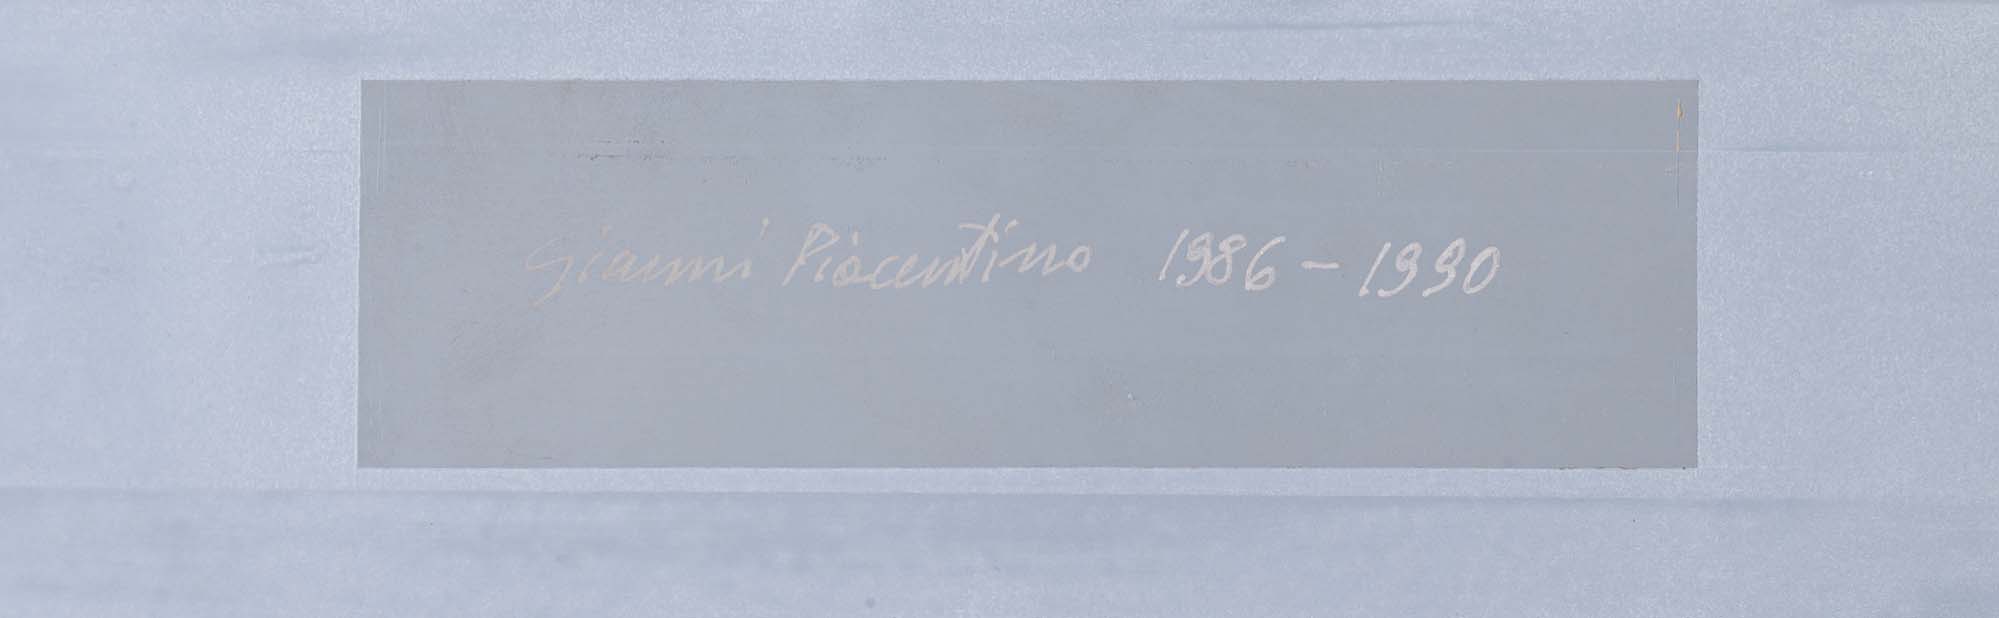 Gianni Piacentino 1986 - 1990